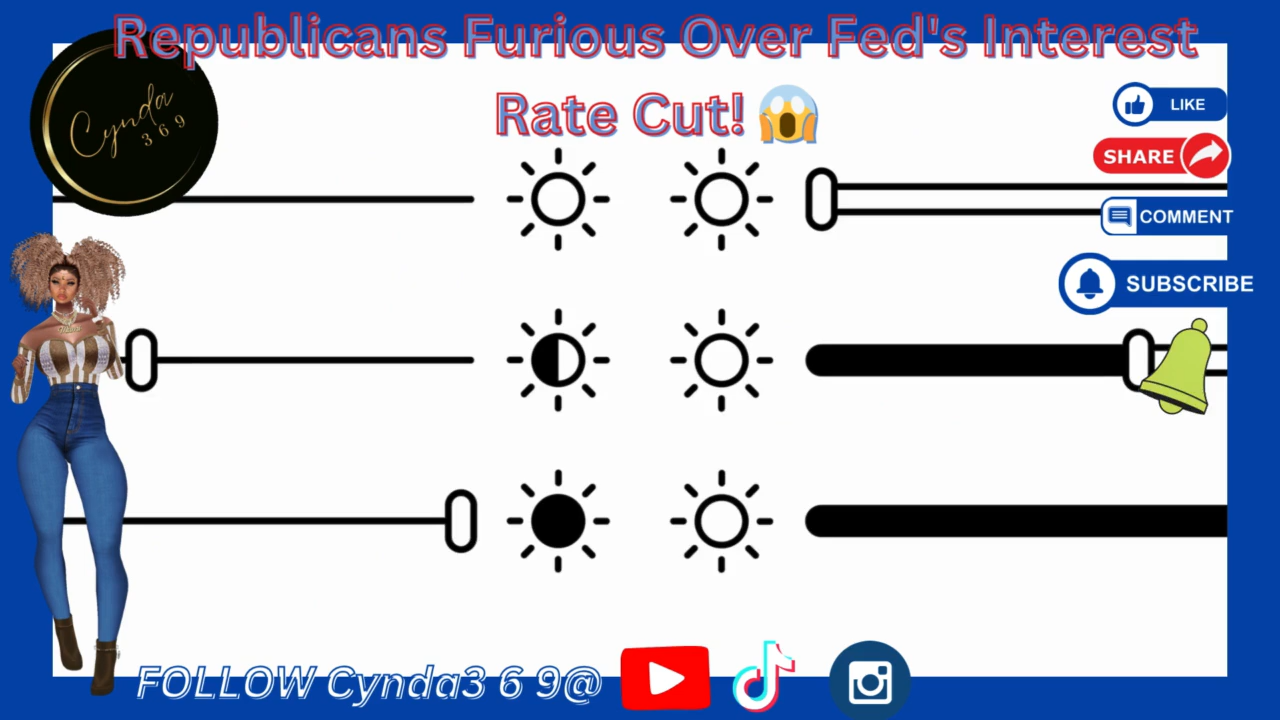 Republicans Furious Over Fed's Interest
Rate Cut! 😱
Cynda
3 6 9
LIKE
SHARE
COMMENT
SUBSCRIBE
FOLLOW Cynda3 6 9@